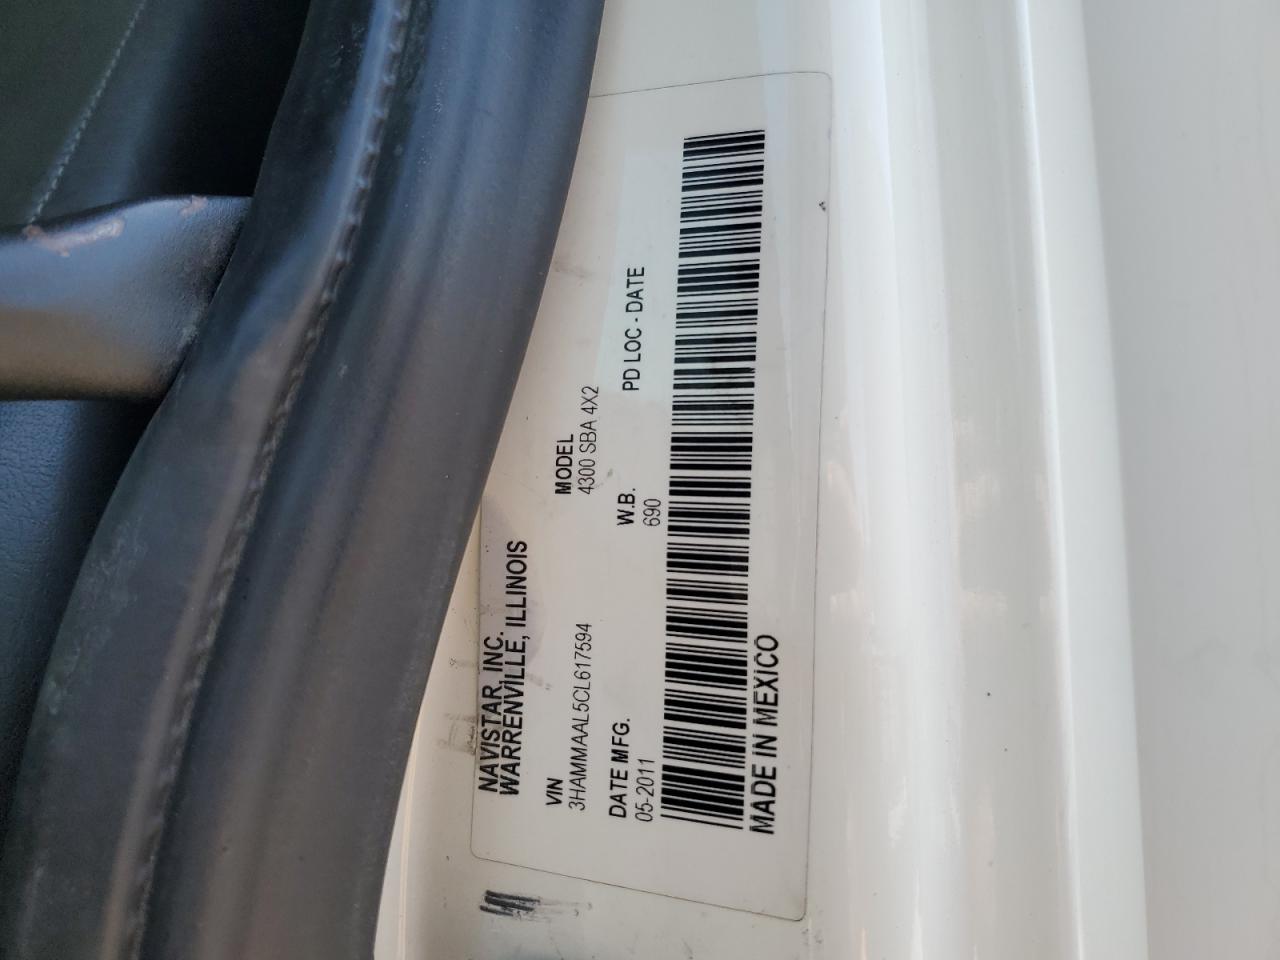 NAVISTAR, INC.
WARRENVILLE, ILLINOIS
VIN
3HAMMAAL5CL617594
MODEL
4300 SBA 4X2
DATE MFG.
05-2011
W.B.
690
PD LOC - DATE
MADE IN MEXICO